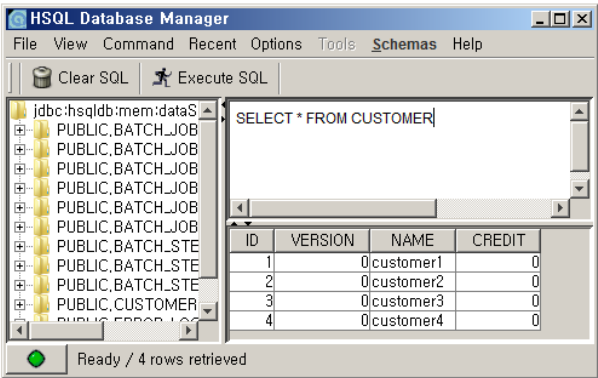 HSQL Database Manager
File View Command Recent Options Tools Schemas Help
Clear SQL Execute SQL
jdbc:hsqldb:mem:dataS
PUBLIC.BATCH_JOB
PUBLIC.BATCH_JOB
PUBLIC.BATCH_JOB
PUBLIC.BATCH_JOB
PUBLIC.BATCH_JOB
PUBLIC.BATCH_JOB
PUBLIC.BATCH_STE
PUBLIC.BATCH_STE
PUBLIC.BATCH_STE
PUBLIC.CUSTOMER
PUBLIC.ERROR_LOG
SELECT * FROM CUSTOMER
ID VERSION NAME CREDIT
1 0 customer1 0
2 0 customer2 0
3 0 customer3 0
4 0 customer4 0
Ready / 4 rows retrieved